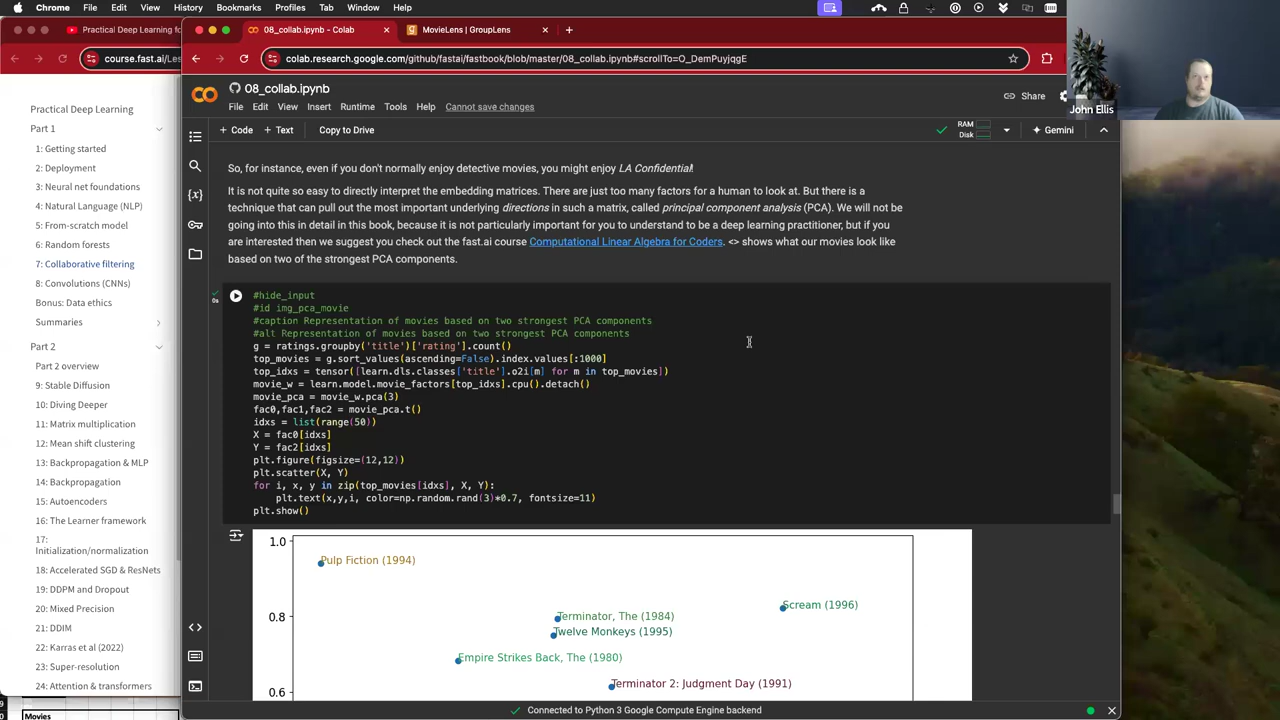 Chrome File Edit View History Bookmarks Profiles Tab Window Help
Practical Deep Learning for
course.fast.ai/Les
08_collab.ipynb - Colab
MovieLens | GroupLens
colab.research.google.com/github/fastai/fastbook/blob/master/08_collab.ipynb#scrollTo=O_DemPuyjqgE
John Ellis
08_collab.ipynb
File Edit View Insert Runtime Tools Help Cannot save changes
Share
+ Code + Text Copy to Drive
RAM
Disk
Gemini
Practical Deep Learning
Part 1
1: Getting started
2: Deployment
3: Neural net foundations
4: Natural Language (NLP)
5: From-scratch model
6: Random forests
7: Collaborative filtering
8: Convolutions (CNNs)
Bonus: Data ethics
Summaries
Part 2
Part 2 overview
9: Stable Diffusion
10: Diving Deeper
11: Matrix multiplication
12: Mean shift clustering
13: Backpropagation & MLP
14: Backpropagation
15: Autoencoders
16: The Learner framework
17:
Initialization/normalization
18: Accelerated SGD & ResNets
19: DDPM and Dropout
20: Mixed Precision
21: DDIM
22: Karras et al (2022)
23: Super-resolution
24: Attention & transformers
Movies
So, for instance, even if you don't normally enjoy detective movies, you might enjoy LA Confidential!
It is not quite so easy to directly interpret the embedding matrices. There are just too many factors for a human to look at. But there is a
technique that can pull out the most important underlying directions in such a matrix, called principal component analysis (PCA). We will not be
going into this in detail in this book, because it is not particularly important for you to understand to be a deep learning practitioner, but if you
are interested then we suggest you check out the fast.ai course Computational Linear Algebra for Coders. <> shows what our movies look like
based on two of the strongest PCA components.
0s
#hide_input
#id img_pca_movie
#caption Representation of movies based on two strongest PCA components
#alt Representation of movies based on two strongest PCA components
g = ratings.groupby('title')['rating'].count()
top_movies = g.sort_values(ascending=False).index.values[:1000]
top_idxs = tensor([learn.dls.classes['title'].o2i[m] for m in top_movies])
movie_w = learn.model.movie_factors[top_idxs].cpu().detach()
movie_pca = movie_w.pca(3)
fac0,fac1,fac2 = movie_pca.t()
idxs = list(range(50))
X = fac0[idxs]
Y = fac2[idxs]
plt.figure(figsize=(12,12))
plt.scatter(X, Y)
for i, x, y in zip(top_movies[idxs], X, Y):
    plt.text(x,y,i, color=np.random.rand(3)*0.7, fontsize=11)
plt.show()
1.0
Pulp Fiction (1994)
Scream (1996)
0.8
Terminator, The (1984)
Twelve Monkeys (1995)
Empire Strikes Back, The (1980)
Terminator 2: Judgment Day (1991)
0.6
Connected to Python 3 Google Compute Engine backend